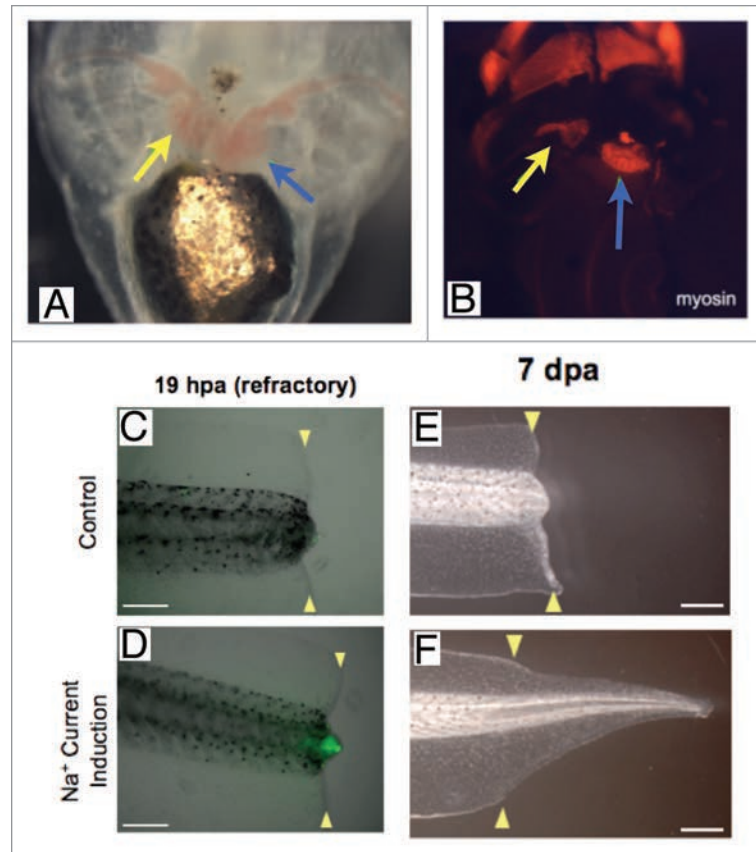 A
B
myosin
7 dpa
19 hpa (refractory)
C
E
Control
D
F
Na⁺ Current
Induction